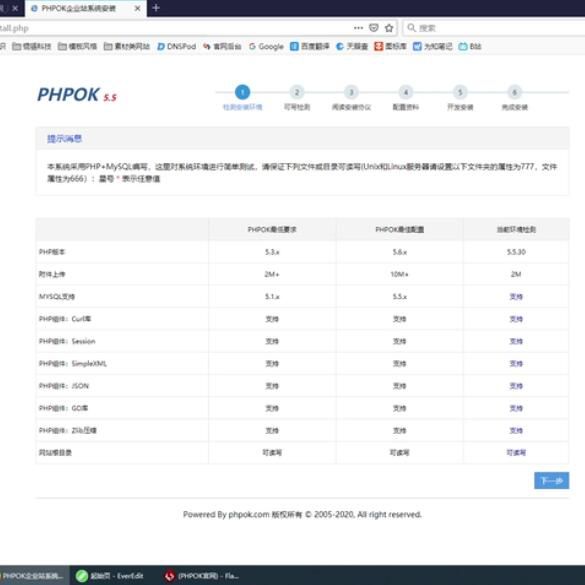 PHPOK企业站系统安装
tall.php
搜索
识 模板风格 素材类网站 DNSPod 官网后台 Google 百度翻译 天眼查 图标库 为知笔记 B站
PHPOK 5.5
1 2 3 4 5 6
检测安装环境 可写检测 阅读安装协议 配置资料 开发安装 完成安装
提示消息
本系统采用PHP+MySQL编写，这里对系统环境进行简单测试，请保证下列文件或目录可读写(Unix和Linux服务器请设置以下文件夹的属性为777，文件
属性为666）：星号 * 表示任意值
PHPOK最低要求 PHPOK最佳配置 当前环境检测
PHP版本 5.3.x 5.6.x 5.5.30
附件上传 2M+ 10M+ 2M
MYSQL支持 5.1.x 5.5.x 支持
PHP组件：Curl库 支持 支持 支持
PHP组件：Session 支持 支持 支持
PHP组件：SimpleXML 支持 支持 支持
PHP组件：JSON 支持 支持 支持
PHP组件：GD库 支持 支持 支持
PHP组件：Zlib压缩 支持 支持 支持
网站根目录 可读写 可读写 可读写
下一步
Powered By phpok.com 版权所有 © 2005-2020, All right reserved.
PHPOK企业站系统... 起始页 - EverEdit (PHPOK官网) - Fla...